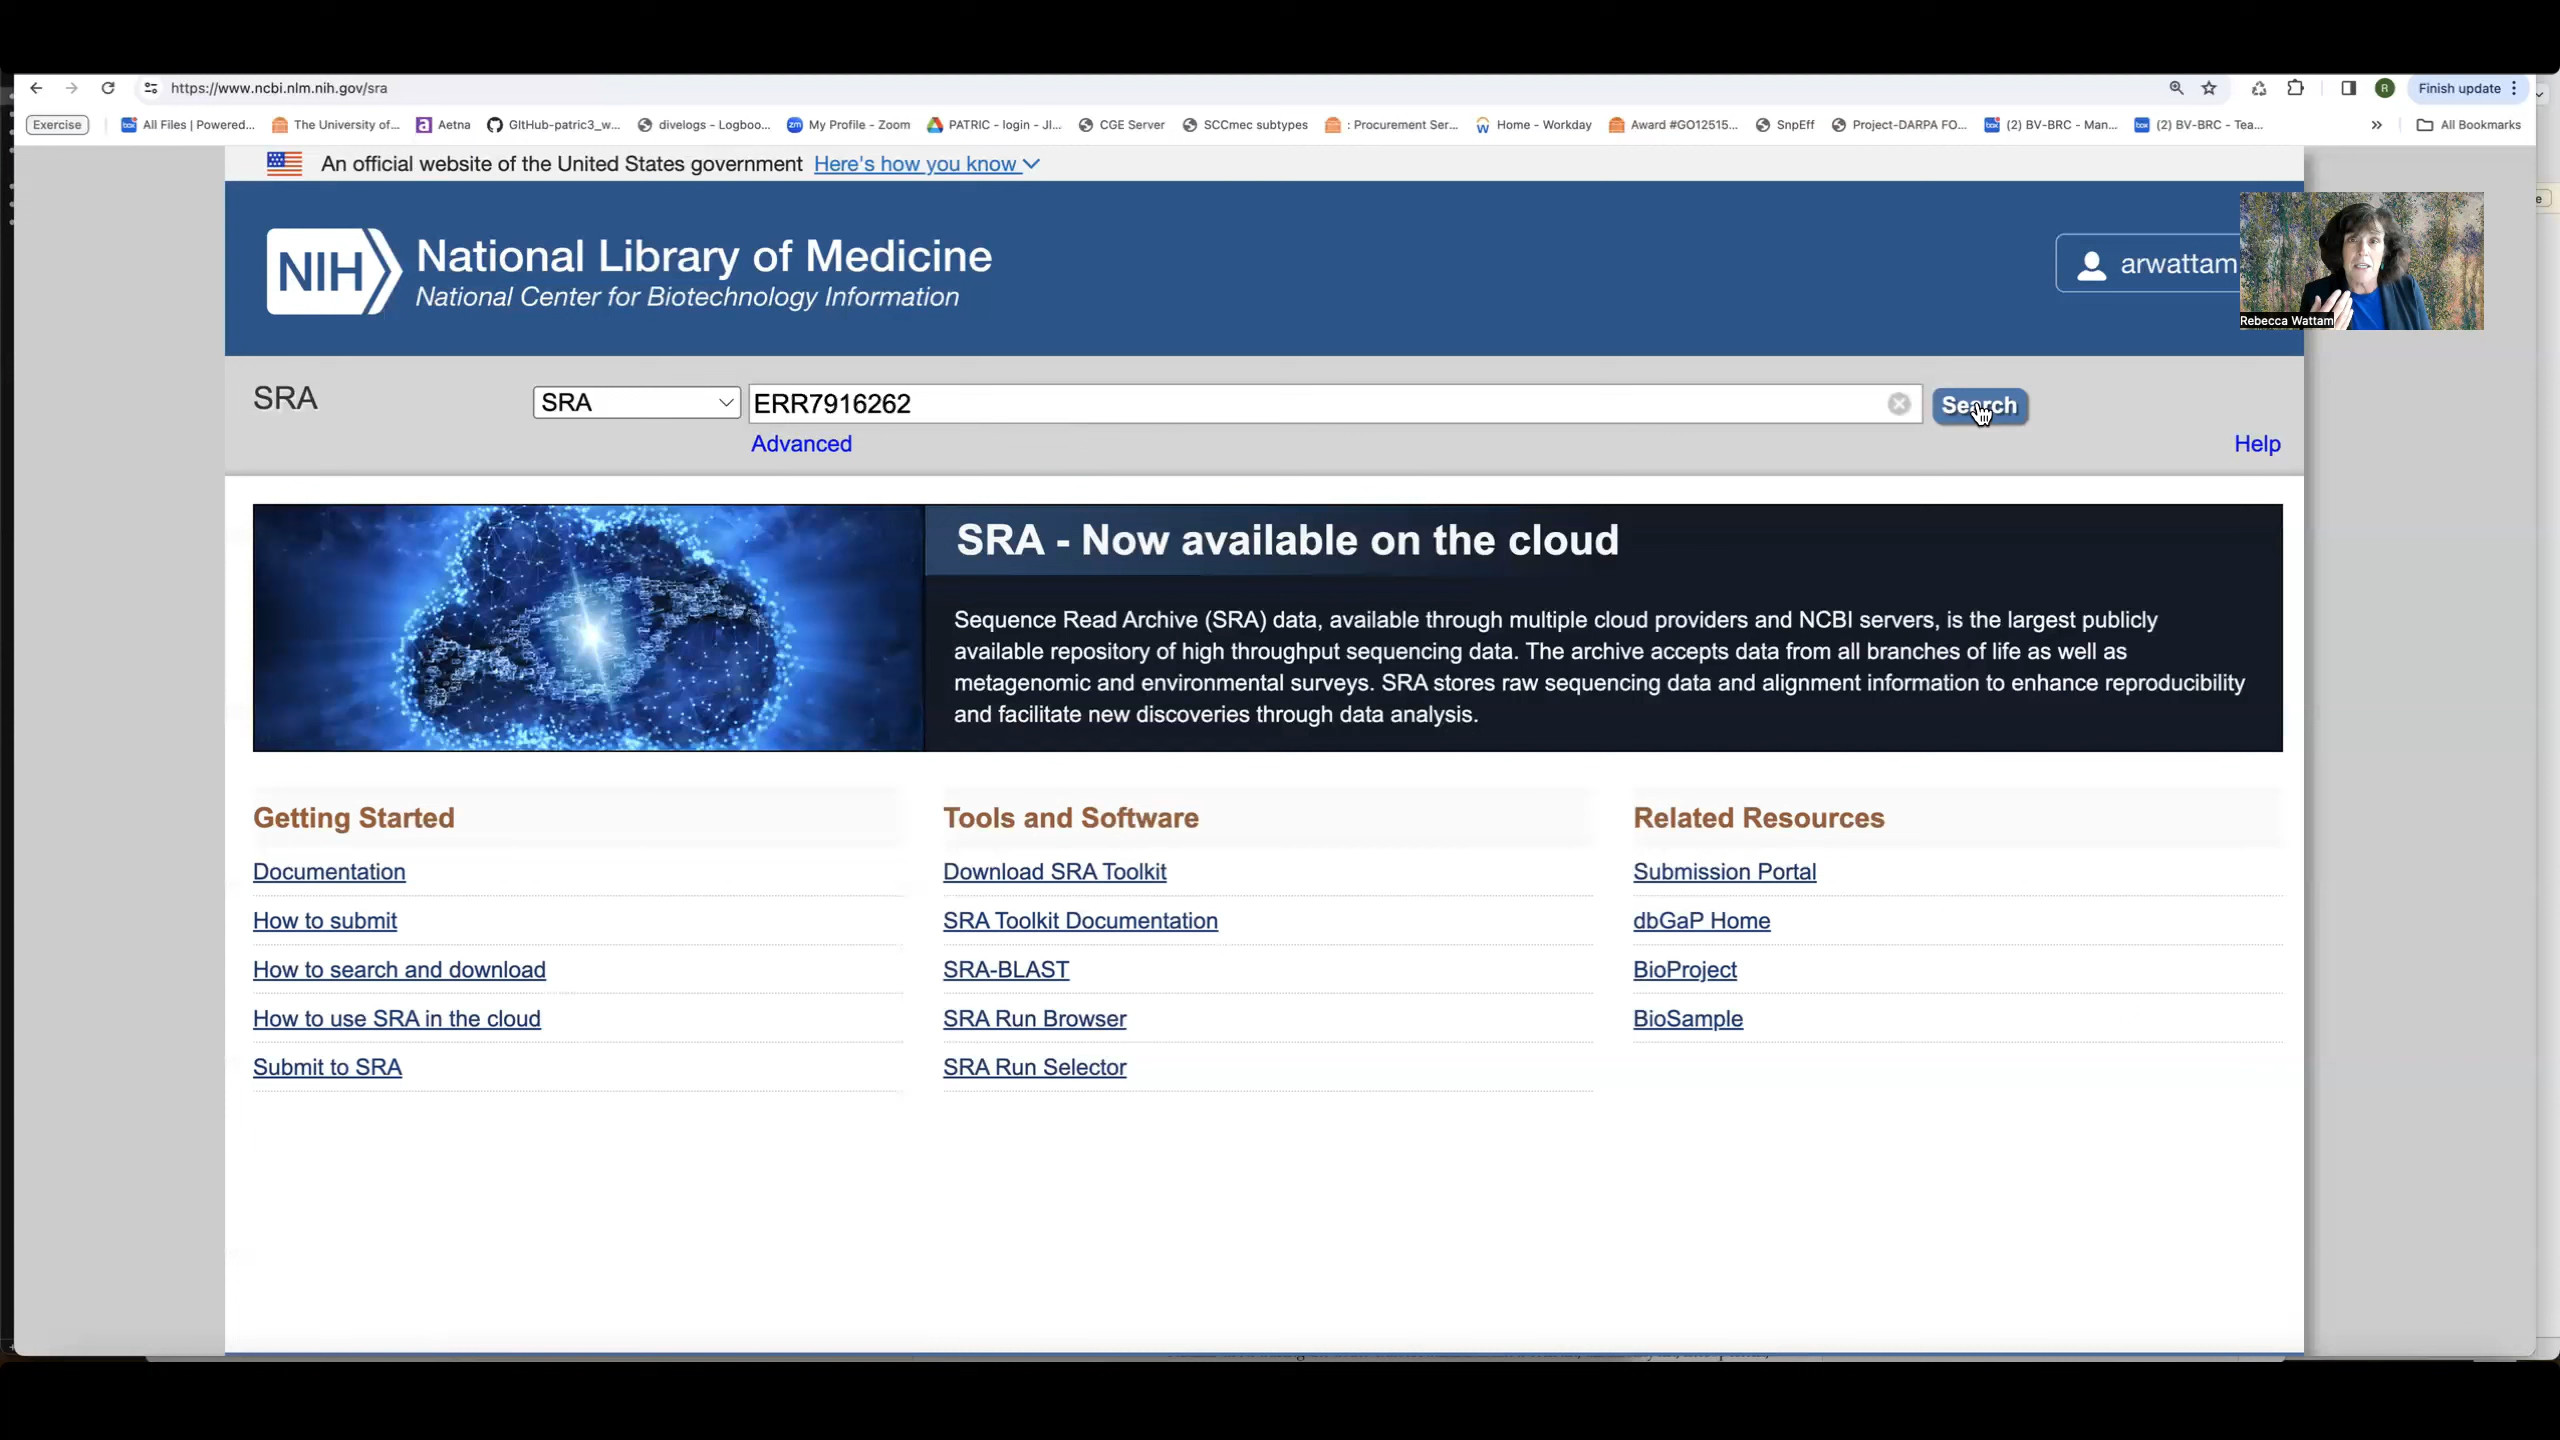 https://www.ncbi.nlm.nih.gov/sra
Finish update
Exercise
All Files | Powered...
The University of...
Aetna
GitHub-patric3_w...
divelogs - Logboo...
My Profile - Zoom
PATRIC - login - JI...
CGE Server
SCCmec subtypes
: Procurement Ser...
Home - Workday
Award #GO12515...
SnpEff
Project-DARPA FO...
(2) BV-BRC - Man...
(2) BV-BRC - Tea...
All Bookmarks
An official website of the United States government Here's how you know
NIH
National Library of Medicine
National Center for Biotechnology Information
arwattam
Rebecca Wattam
SRA
SRA
ERR7916262
Search
Advanced
Help
SRA - Now available on the cloud
Sequence Read Archive (SRA) data, available through multiple cloud providers and NCBI servers, is the largest publicly
available repository of high throughput sequencing data. The archive accepts data from all branches of life as well as
metagenomic and environmental surveys. SRA stores raw sequencing data and alignment information to enhance reproducibility
and facilitate new discoveries through data analysis.
Getting Started
Documentation
How to submit
How to search and download
How to use SRA in the cloud
Submit to SRA
Tools and Software
Download SRA Toolkit
SRA Toolkit Documentation
SRA-BLAST
SRA Run Browser
SRA Run Selector
Related Resources
Submission Portal
dbGaP Home
BioProject
BioSample